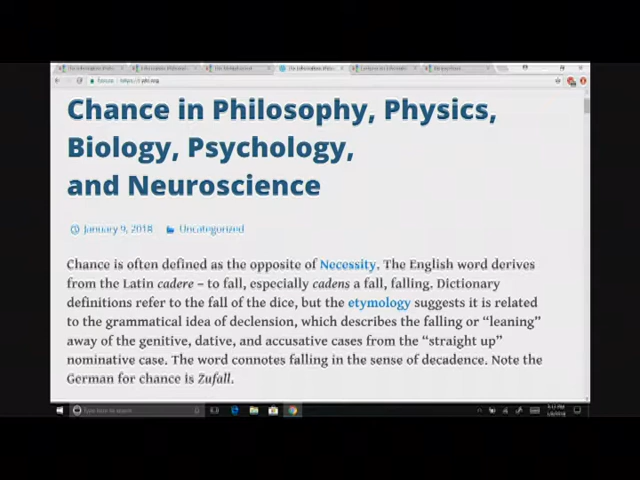 Chance in Philosophy, Physics,
Biology, Psychology,
and Neuroscience
January 9, 2018 Uncategorized
Chance is often defined as the opposite of Necessity. The English word derives
from the Latin cadere – to fall, especially cadens a fall, falling. Dictionary
definitions refer to the fall of the dice, but the etymology suggests it is related
to the grammatical idea of declension, which describes the falling or “leaning”
away of the genitive, dative, and accusative cases from the “straight up”
nominative case. The word connotes falling in the sense of decadence. Note the
German for chance is Zufall.
Type here to search